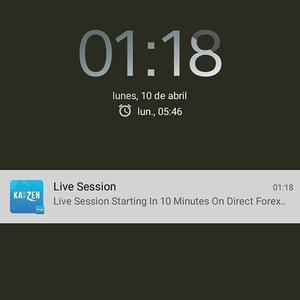 01:18
lunes, 10 de abril
lun., 05:46
KAIZEN
Live Session 01:18
Live Session Starting In 10 Minutes On Direct Forex..